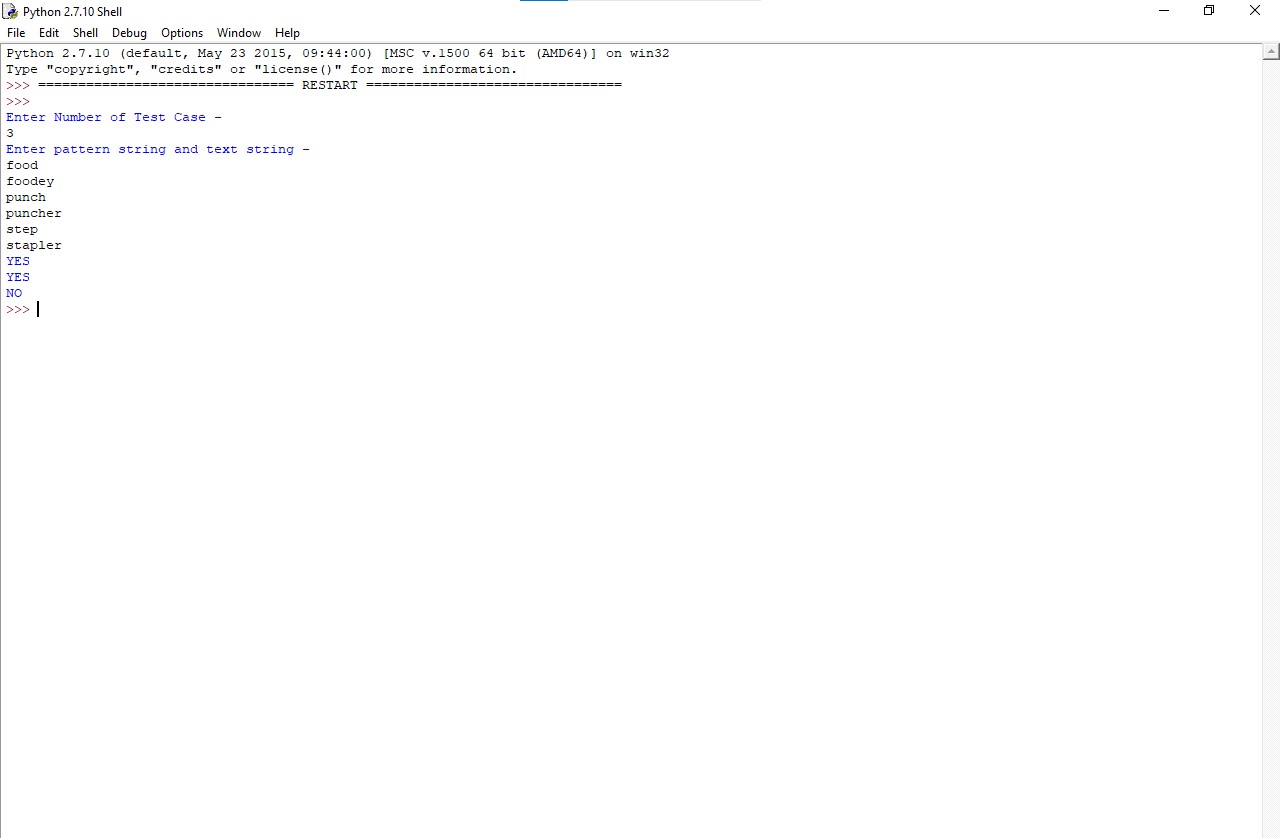 Python 2.7.10 Shell
File Edit Shell Debug Options Window Help
Python 2.7.10 (default, May 23 2015, 09:44:00) [MSC v.1500 64 bit (AMD64)] on win32
Type "copyright", "credits" or "license()" for more information.
>>> ================================ RESTART ================================
>>>
Enter Number of Test Case -
3
Enter pattern string and text string -
food
foodey
punch
puncher
step
stapler
YES
YES
NO
>>>